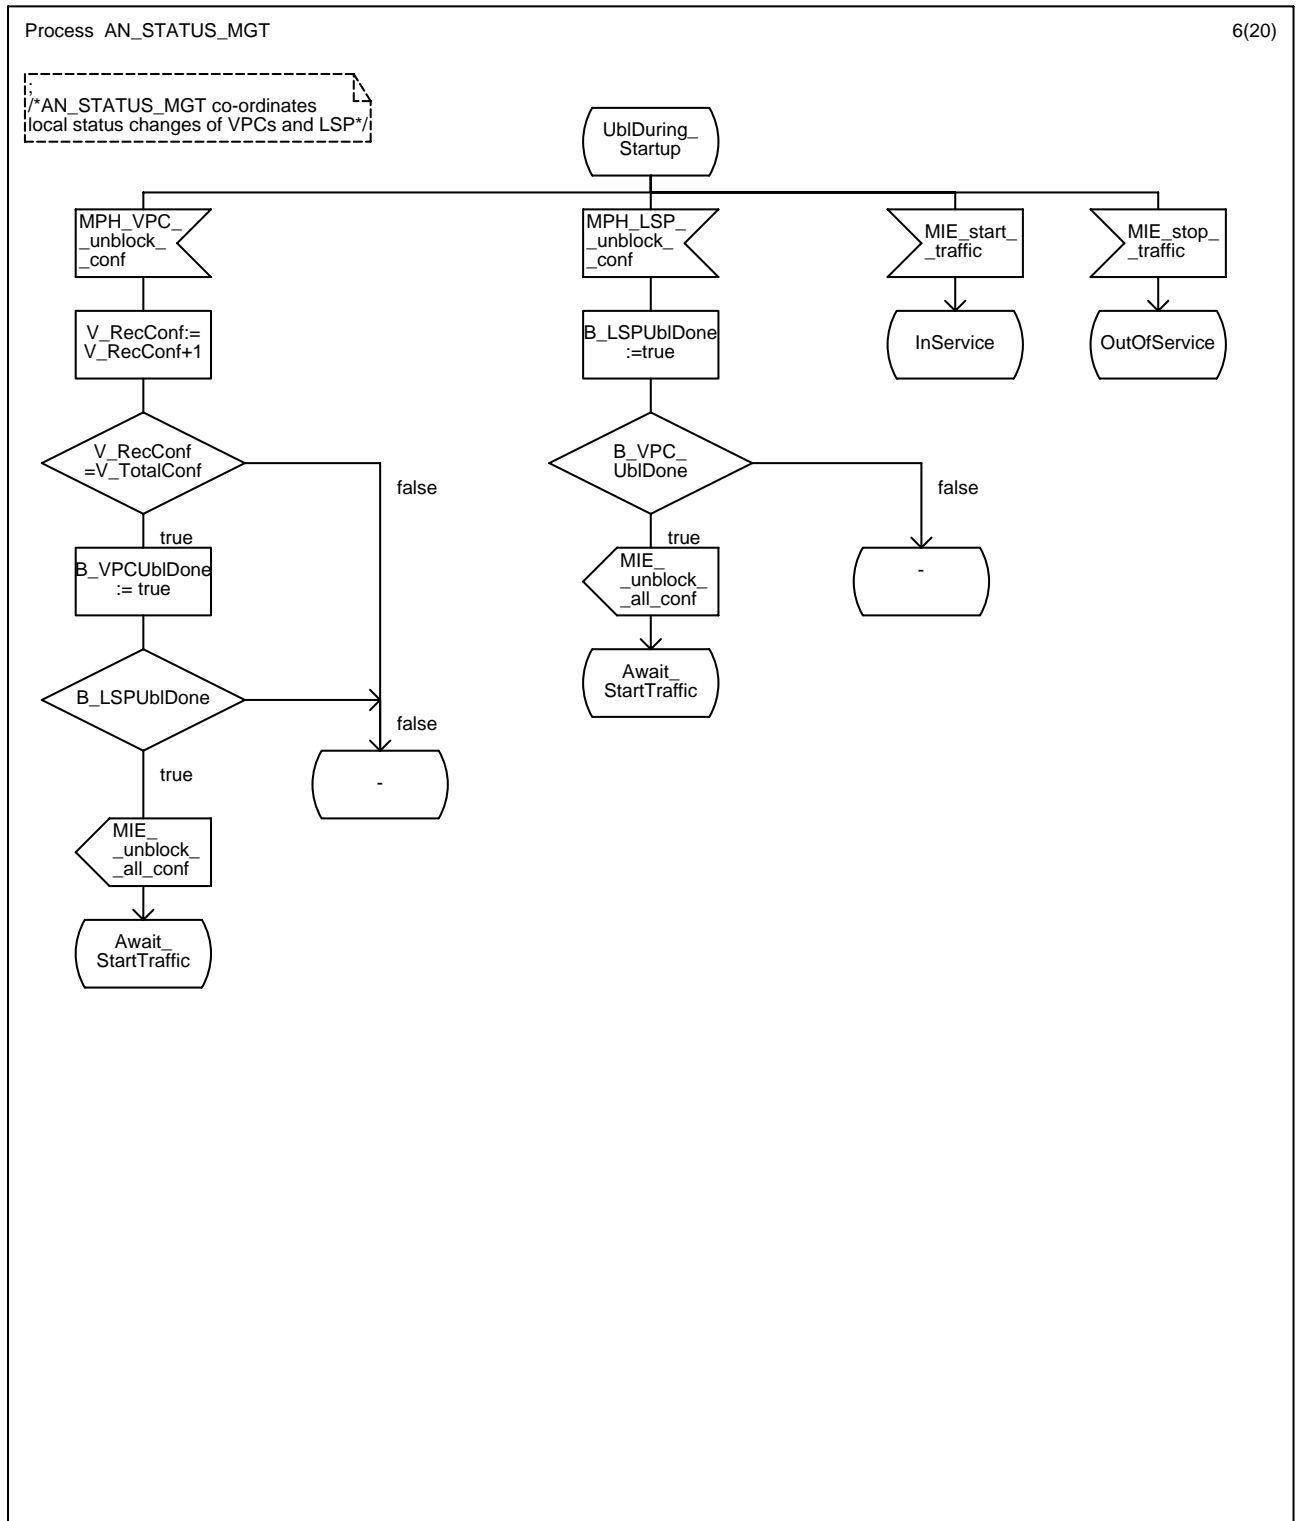 Process AN_STATUS_MGT
6(20)
;
/*AN_STATUS_MGT co-ordinates
local status changes of VPCs and LSP*/
UblDuring_
Startup
MPH_VPC_
_unblock_
_conf
MPH_LSP_
_unblock_
_conf
MIE_start_
_traffic
MIE_stop_
_traffic
V_RecConf:=
V_RecConf+1
B_LSPUblDone
:=true
InService
OutOfService
V_RecConf
=V_TotalConf
false
true
B_VPC_
UblDone
false
true
B_VPCUblDone
:= true
MIE_
_unblock_
_all_conf
-
B_LSPUblDone
false
true
Await_
StartTraffic
-
MIE_
_unblock_
_all_conf
Await_
StartTraffic